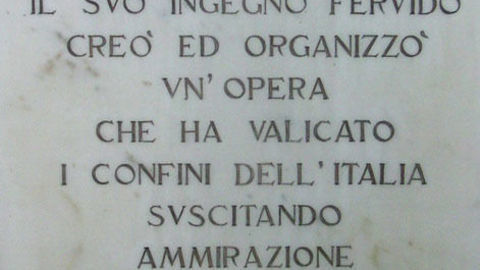 IL SVO INGEGNO FERVIDO
CREÒ ED ORGANIZZÒ
VN' OPERA
CHE HA VALICATO
I CONFINI DELL'ITALIA
SVSCITANDO
AMMIRAZIONE